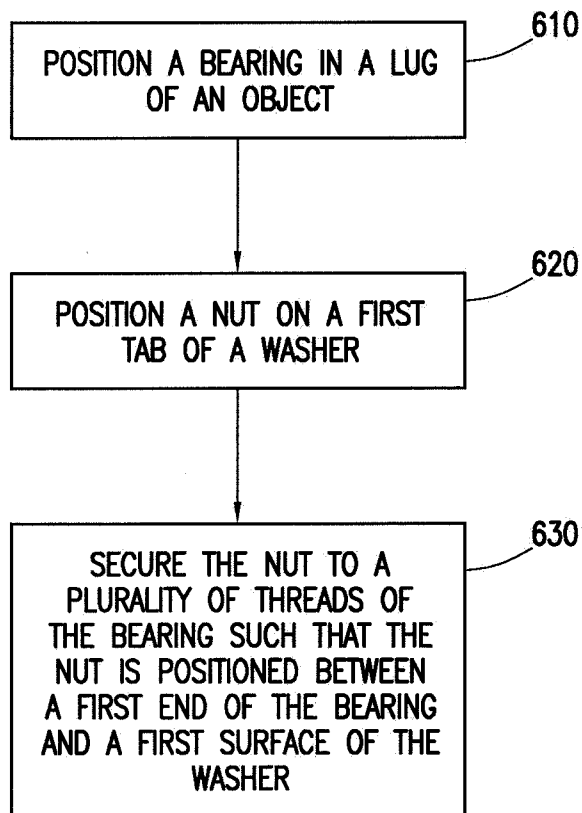 610
POSITION A BEARING IN A LUG
OF AN OBJECT
620
POSITION A NUT ON A FIRST
TAB OF A WASHER
630
SECURE THE NUT TO A
PLURALITY OF THREADS OF
THE BEARING SUCH THAT THE
NUT IS POSITIONED BETWEEN
A FIRST END OF THE BEARING
AND A FIRST SURFACE OF THE
WASHER